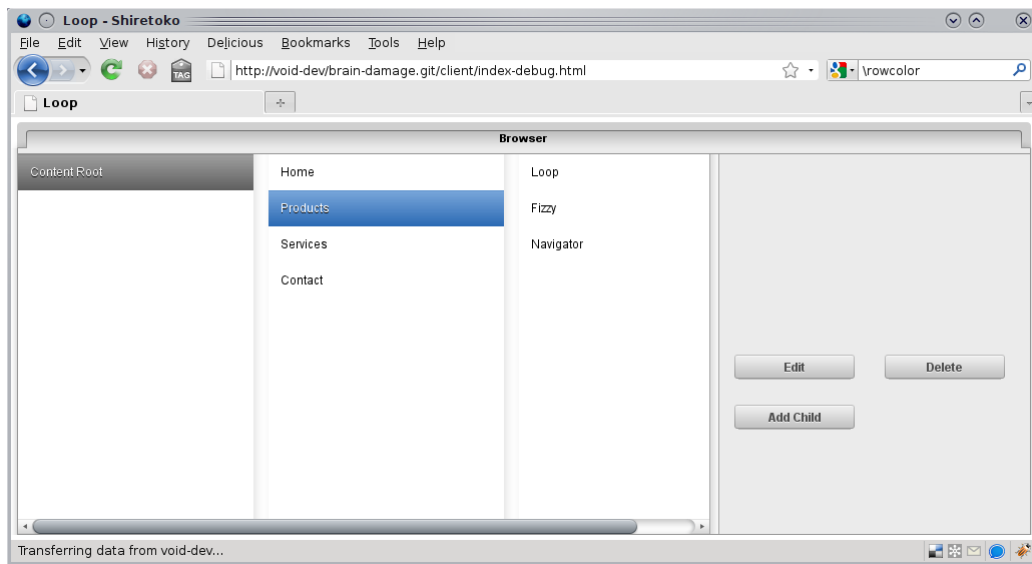 Loop - Shiretoko
File Edit View History Delicious Bookmarks Tools Help
TAG
http://void-dev/brain-damage.git/client/index-debug.html
\rowcolor
Loop
Browser
Content Root
Home
Products
Services
Contact
Loop
Fizzy
Navigator
Edit
Delete
Add Child
Transferring data from void-dev...